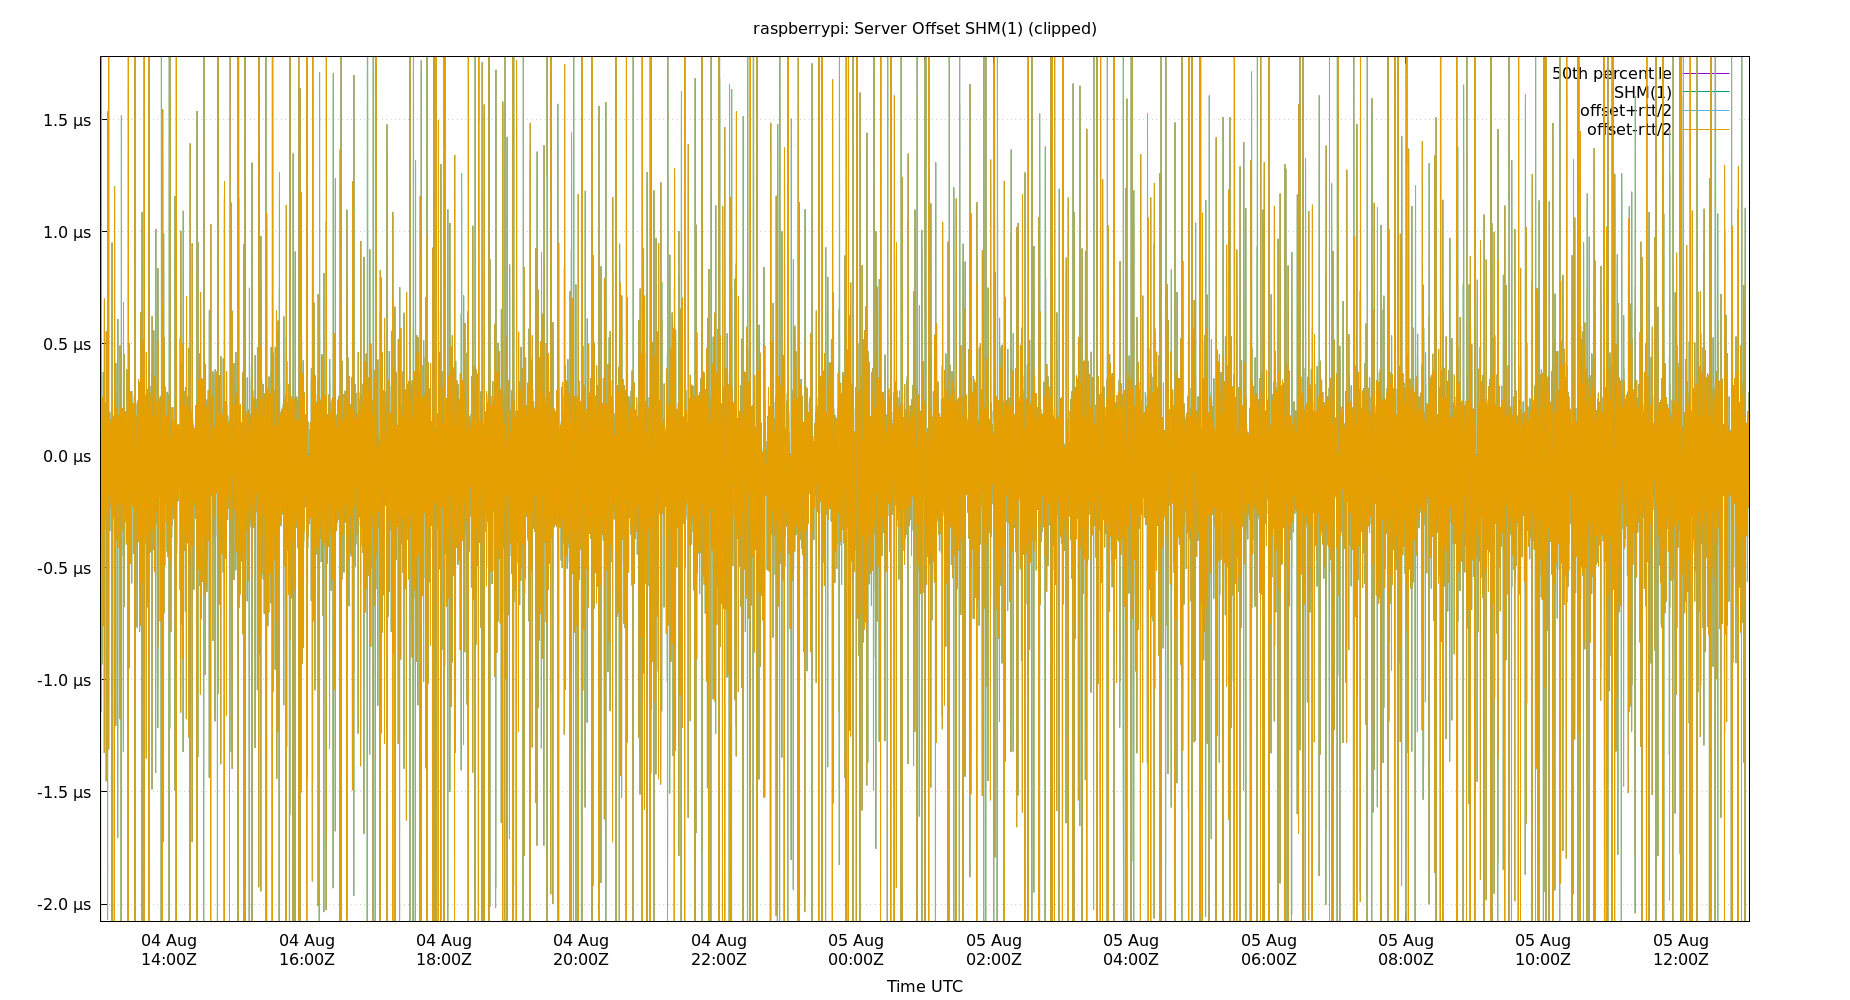 raspberrypi: Server Offset SHM(1) (clipped)
50th percentile
SHM(1)
offset+rtt/2
offset-rtt/2
1.5 µs
1.0 µs
0.5 µs
0.0 µs
-0.5 µs
-1.0 µs
-1.5 µs
-2.0 µs
04 Aug 04 Aug 04 Aug 04 Aug 04 Aug 05 Aug 05 Aug 05 Aug 05 Aug 05 Aug 05 Aug 05 Aug
14:00Z 16:00Z 18:00Z 20:00Z 22:00Z 00:00Z 02:00Z 04:00Z 06:00Z 08:00Z 10:00Z 12:00Z
Time UTC